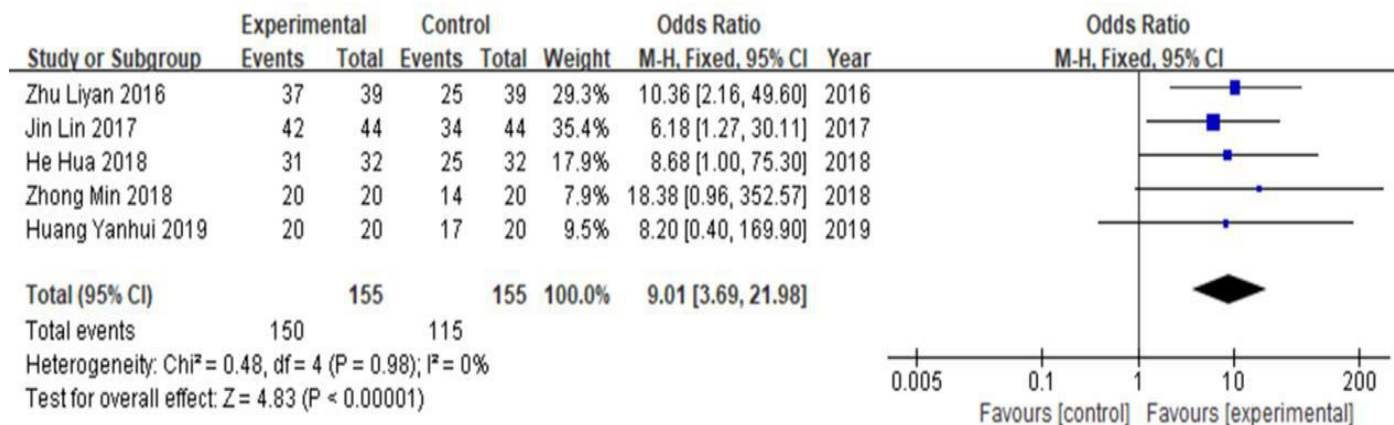 Experimental Control Odds Ratio Odds Ratio
Study or Subgroup Events Total Events Total Weight M-H, Fixed, 95% CI Year M-H, Fixed, 95% CI
Zhu Liyan 2016 37 39 25 39 29.3% 10.36 [2.16, 49.60] 2016
Jin Lin 2017 42 44 34 44 35.4% 6.18 [1.27, 30.11] 2017
He Hua 2018 31 32 25 32 17.9% 8.68 [1.00, 75.30] 2018
Zhong Min 2018 20 20 14 20 7.9% 18.38 [0.96, 352.57] 2018
Huang Yanhui 2019 20 20 17 20 9.5% 8.20 [0.40, 169.90] 2019
Total (95% CI) 155 155 100.0% 9.01 [3.69, 21.98]
Total events 150 115
Heterogeneity: Chi² = 0.48, df = 4 (P = 0.98); I² = 0%
Test for overall effect: Z = 4.83 (P < 0.00001)
0.005 0.1 1 10 200
Favours [control] Favours [experimental]